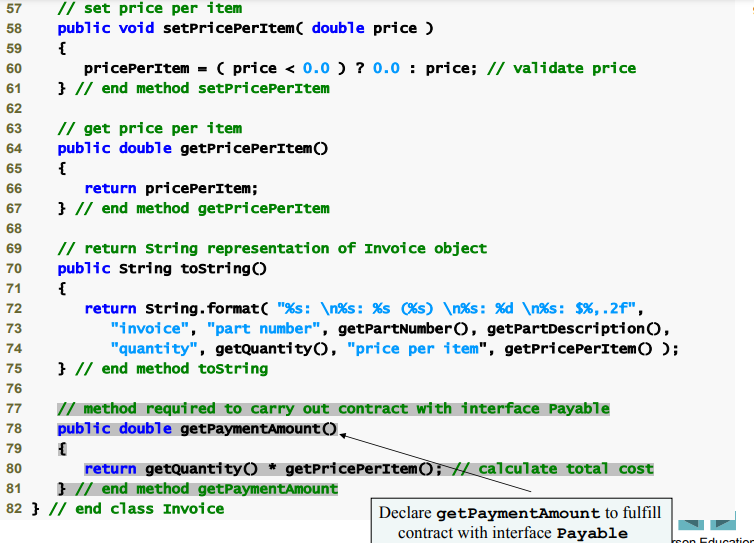 57 // set price per item
58 public void setPricePerItem( double price )
59 {
60 pricePerItem = ( price < 0.0 ) ? 0.0 : price; // validate price
61 } // end method setPricePerItem
62
63 // get price per item
64 public double getPricePerItem()
65 {
66 return pricePerItem;
67 } // end method getPricePerItem
68
69 // return String representation of Invoice object
70 public String toString()
71 {
72 return String.format( "%s: \n%s: %s (%s) \n%s: %d \n%s: $%,.2f",
73 "invoice", "part number", getPartNumber(), getPartDescription(),
74 "quantity", getQuantity(), "price per item", getPricePerItem() );
75 } // end method toString
76
77 // method required to carry out contract with interface Payable
78 public double getPaymentAmount()
79 {
80 return getQuantity() * getPricePerItem(); // calculate total cost
81 } // end method getPaymentAmount
82 } // end class Invoice
Declare getPaymentAmount to fulfill
contract with interface Payable